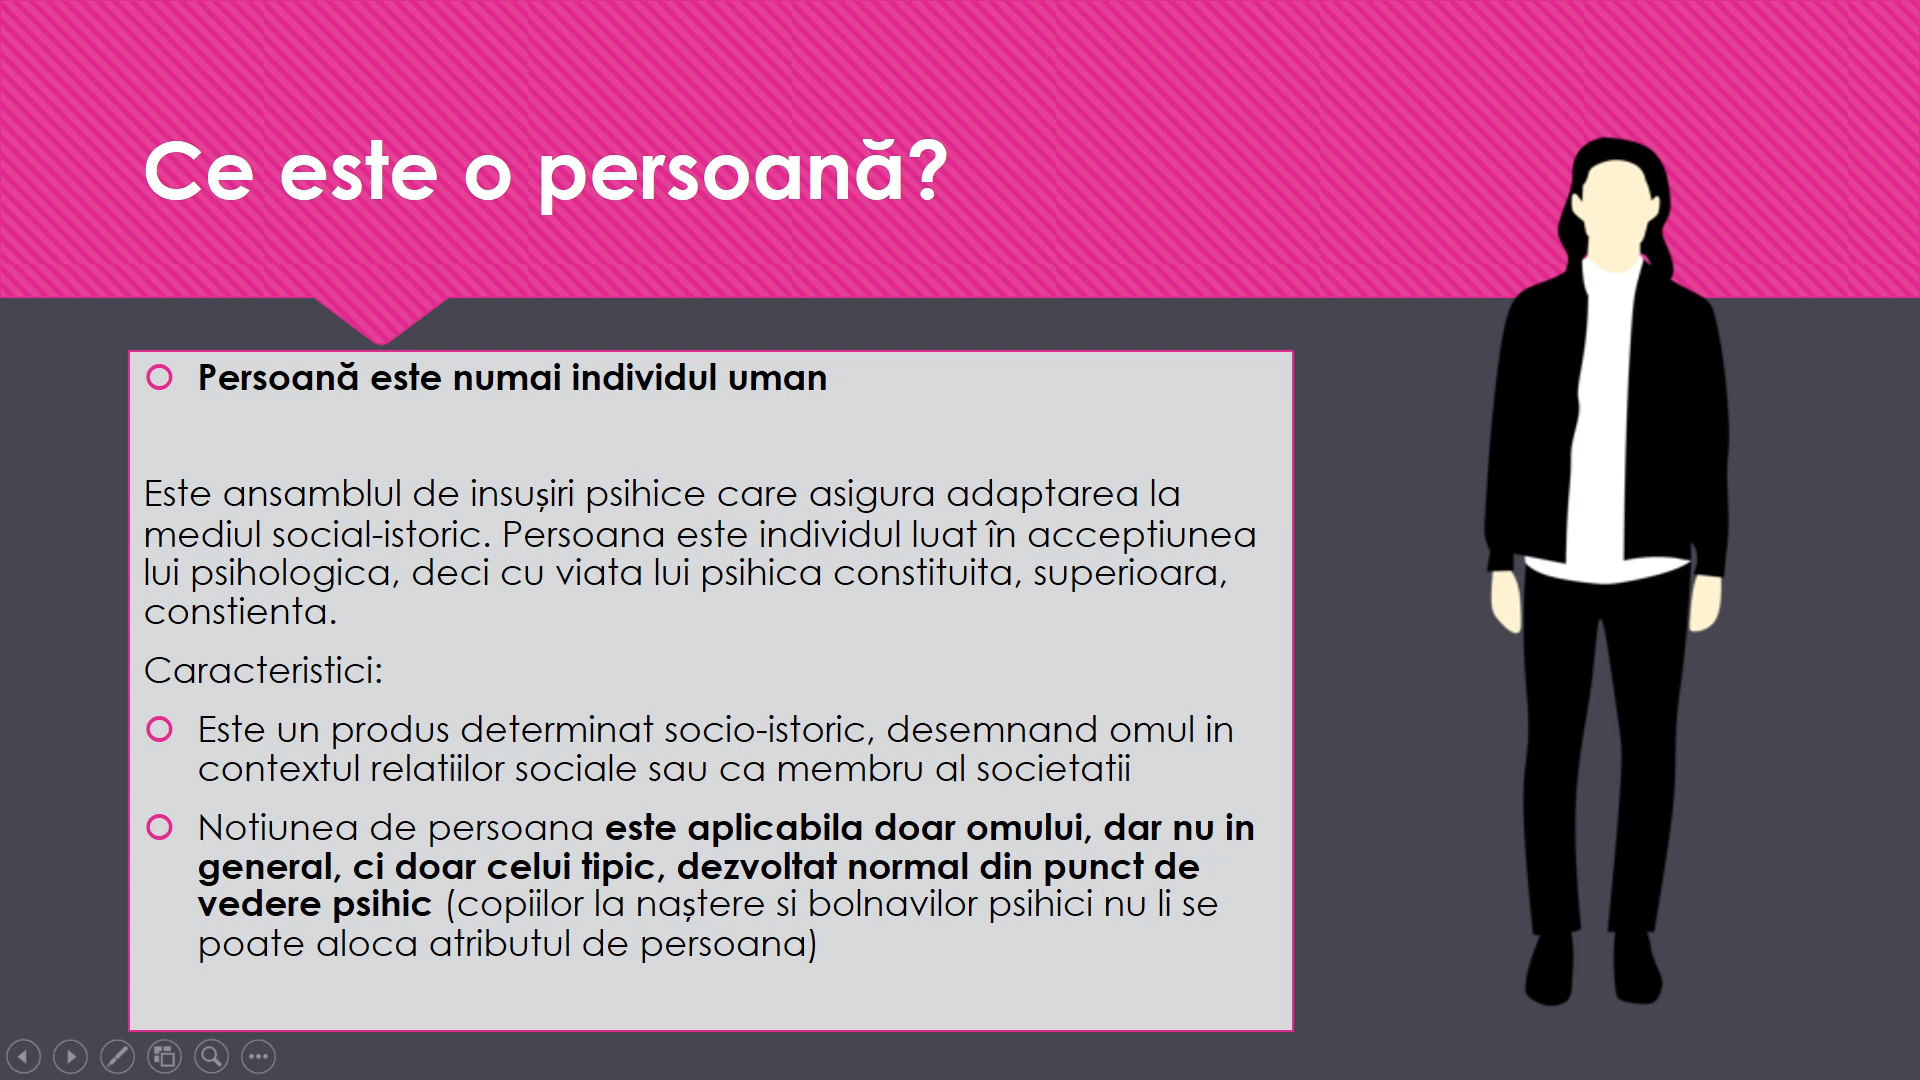 Ce este o persoană?
Persoană este numai individul uman
Este ansamblul de insușiri psihice care asigura adaptarea la
mediul social-istoric. Persoana este individul luat în acceptiunea
lui psihologica, deci cu viata lui psihica constituita, superioara,
constienta.
Caracteristici:
Este un produs determinat socio-istoric, desemnand omul in
contextul relatiilor sociale sau ca membru al societatii
Notiunea de persoana este aplicabila doar omului, dar nu in
general, ci doar celui tipic, dezvoltat normal din punct de
vedere psihic (copiilor la naștere si bolnavilor psihici nu li se
poate aloca atributul de persoana)